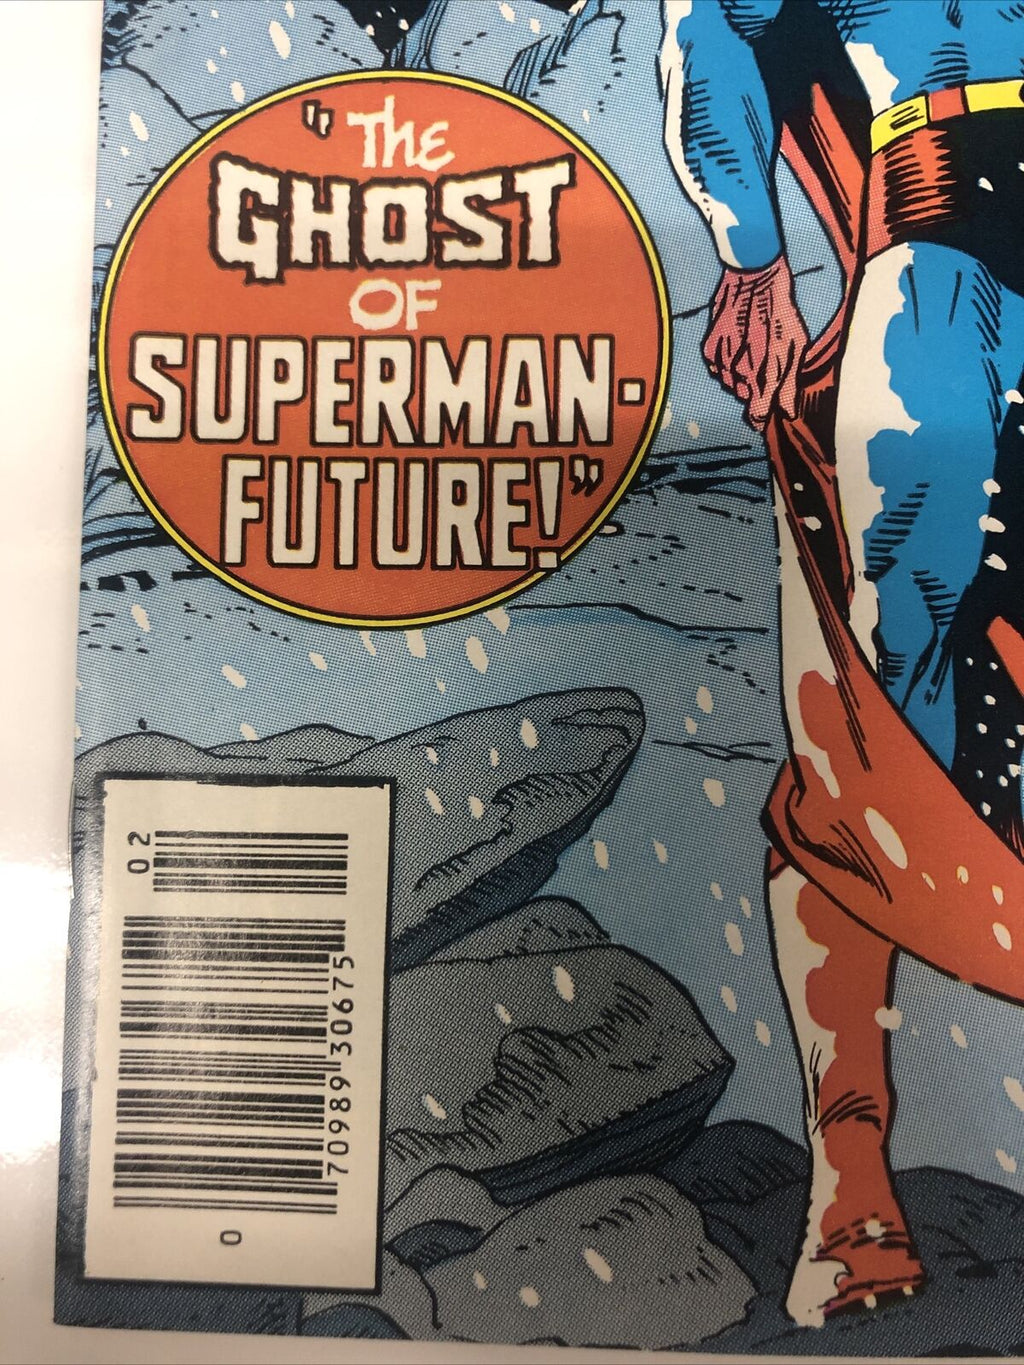 "The
GHOST
OF
SUPERMAN-
FUTURE!"
02
0 70989 30675